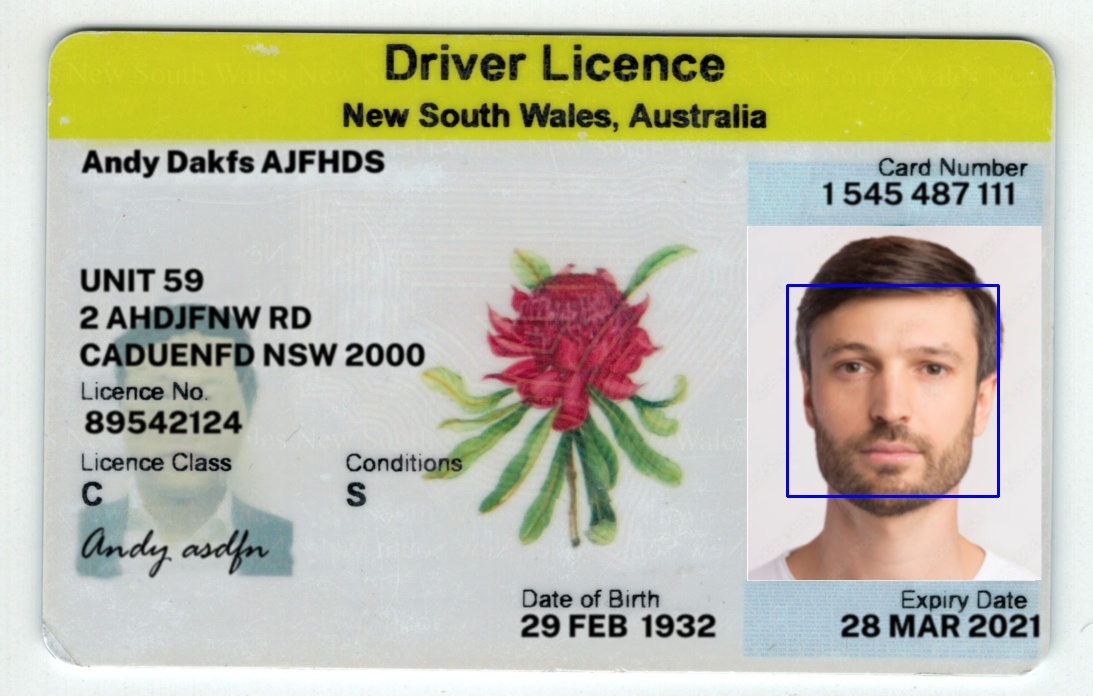 Driver Licence
New South Wales, Australia
Andy Dakfs AJFHDS
Card Number
1 545 487 111
UNIT 59
2 AHDJFNW RD
CADUENFD NSW 2000
Licence No.
89542124
Licence Class
Conditions
C
S
Andy asdfn
Date of Birth
29 FEB 1932
Expiry Date
28 MAR 2021